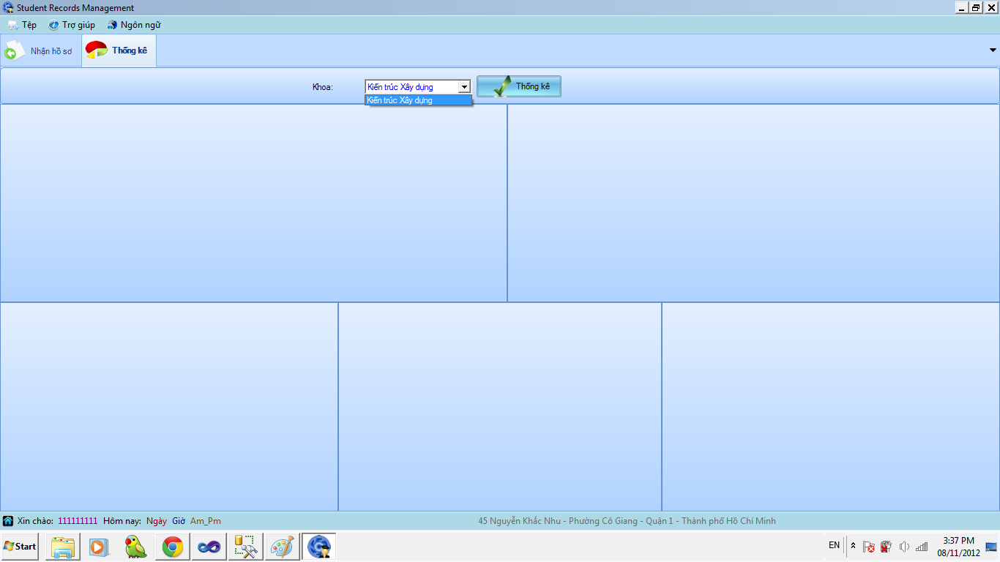 Student Records Management
Tệp Trợ giúp Ngôn ngữ
Nhận hồ sơ Thống kê
Khoa: Kiến trúc Xây dựng Thống kê
Kiến trúc Xây dựng
Xin chào: 111111111 Hôm nay: Ngày Giờ Am_Pm 45 Nguyễn Khắc Nhu - Phường Cô Giang - Quận 1 - Thành phố Hồ Chí Minh
Start EN 3:37 PM
08/11/2012